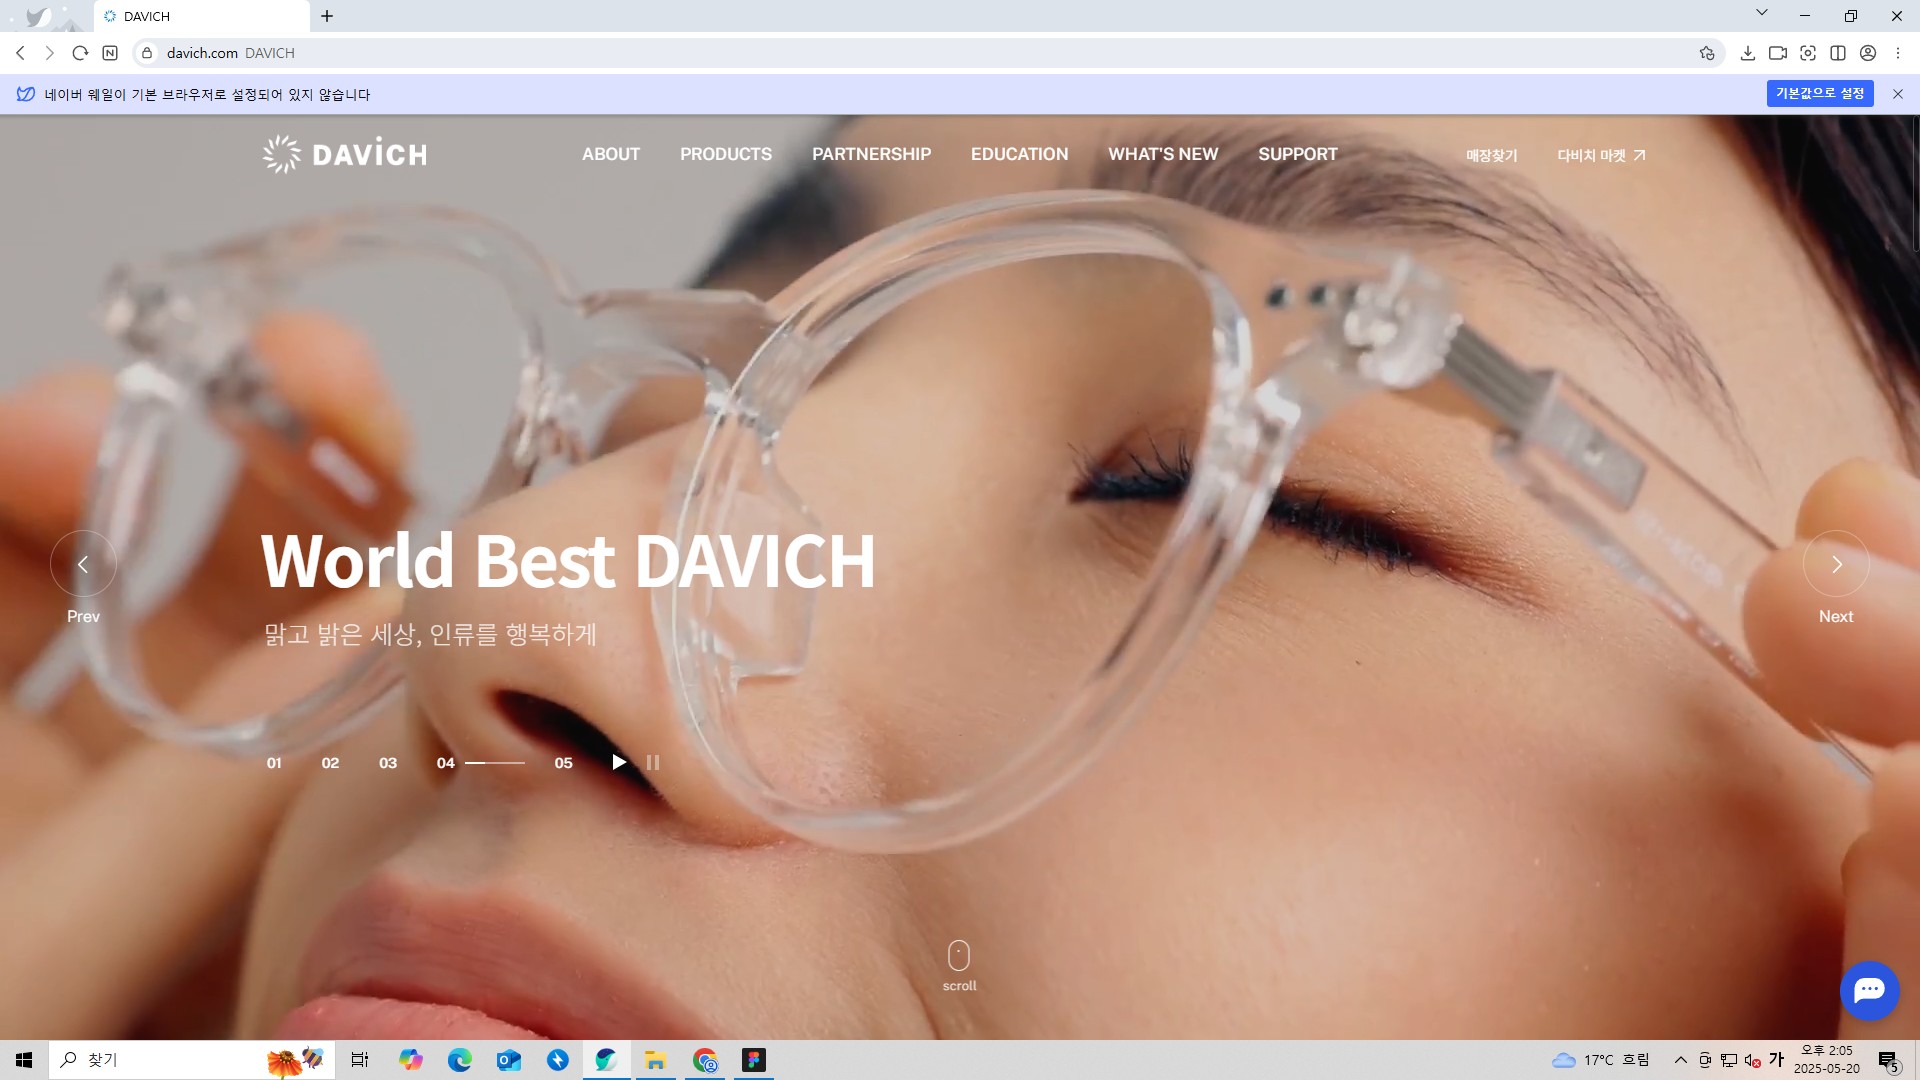 DAVICH
davich.com DAVICH
네이버 웨일이 기본 브라우저로 설정되어 있지 않습니다
기본값으로 설정
DAVICH
ABOUT PRODUCTS PARTNERSHIP EDUCATION WHAT'S NEW SUPPORT
매장찾기 다비치 마켓
World Best DAVICH
맑고 밝은 세상, 인류를 행복하게
Prev
Next
01 02 03 04 05
scroll
찾기
17°C 흐림
가
오후 2:05
2025-05-20
5